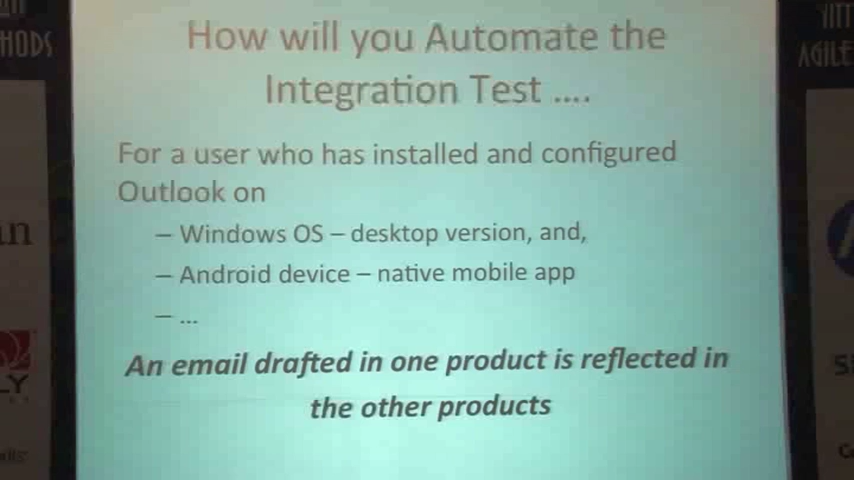 How will you Automate the
Integration Test ....
For a user who has installed and configured
Outlook on
– Windows OS – desktop version, and,
– Android device – native mobile app
– ...
An email drafted in one product is reflected in
the other products
HODS
AGILE